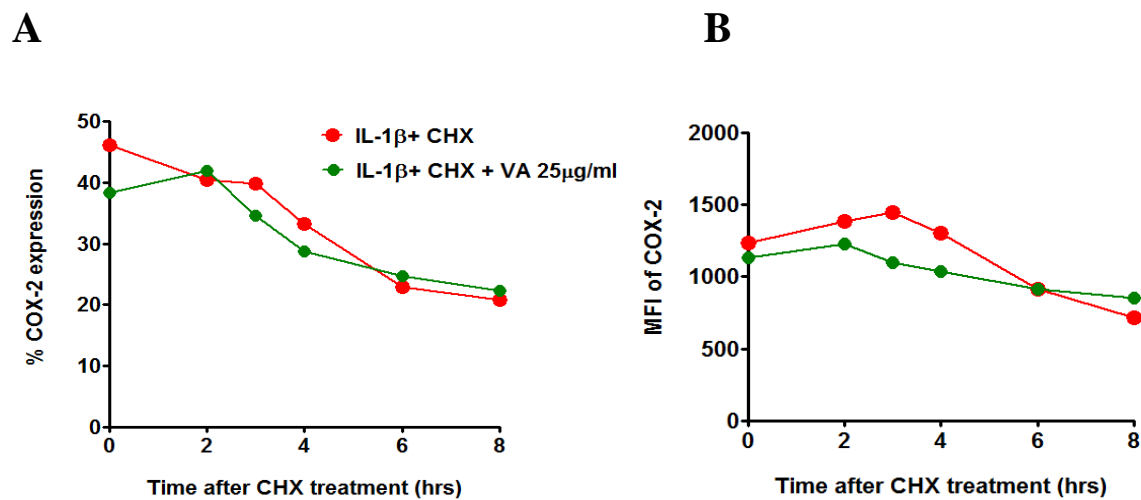 A
B
50
40
30
20
10
0
% COX-2 expression
IL-1β+ CHX
IL-1β+ CHX + VA 25μg/ml
0 2 4 6 8
Time after CHX treatment (hrs)
2000
1500
1000
500
0
MFI of COX-2
0 2 4 6 8
Time after CHX treatment (hrs)